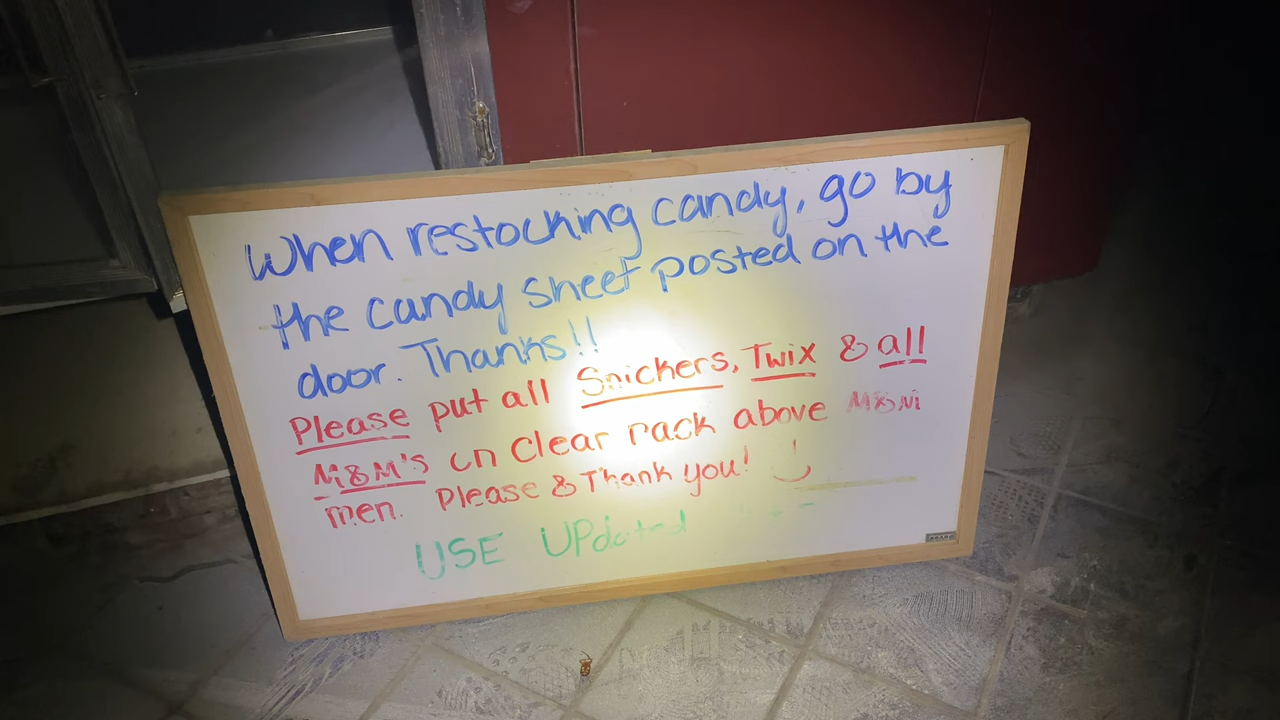 When restocking candy, go by
the candy sheet posted on the
door. Thanks!!
Please put all Snickers, Twix & all
M&M's on clear rack above M&M
men. Please & Thank you!
USE UPdated